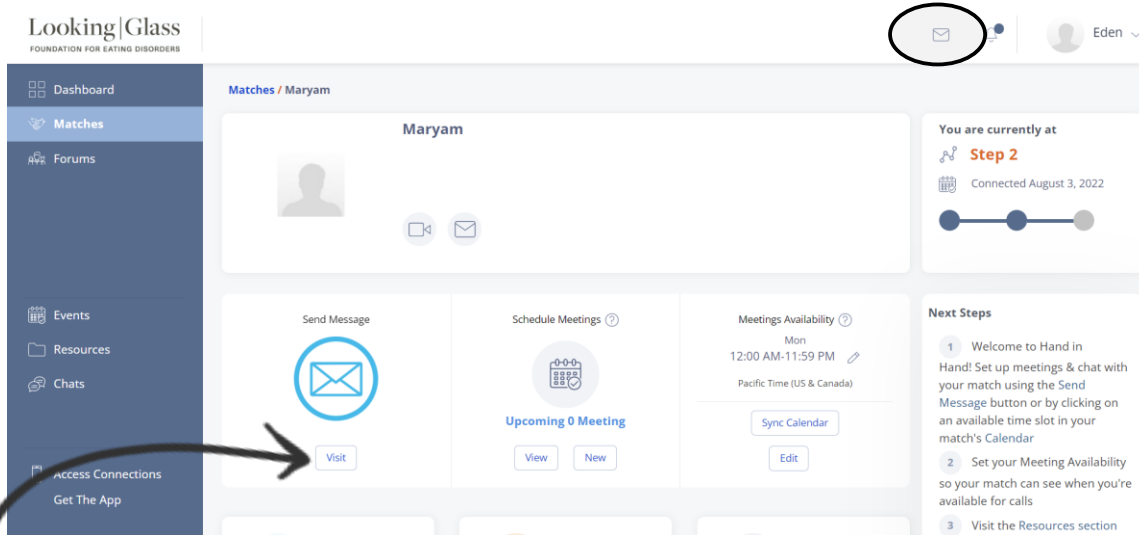 Looking|Glass
FOUNDATION FOR EATING DISORDERS
Eden
Dashboard
Matches
Forums
Events
Resources
Chats
Access Connections
Get The App
Matches / Maryam
Maryam
You are currently at
Step 2
Connected August 3, 2022
Send Message
Visit
Schedule Meetings ?
Upcoming 0 Meeting
View New
Meetings Availability ?
Mon
12:00 AM-11:59 PM
Pacific Time (US & Canada)
Sync Calendar
Edit
Next Steps
1 Welcome to Hand in
Hand! Set up meetings & chat with
your match using the Send
Message button or by clicking on
an available time slot in your
match's Calendar
2 Set your Meeting Availability
so your match can see when you're
available for calls
3 Visit the Resources section